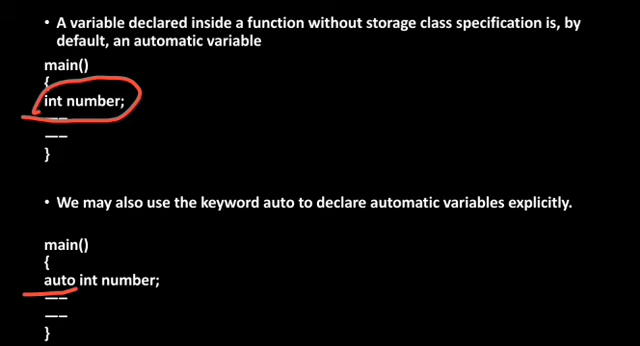 • A variable declared inside a function without storage class specification is, by
default, an automatic variable
main()
{
int number;
——
——
}
• We may also use the keyword auto to declare automatic variables explicitly.
main()
{
auto int number;
——
——
}